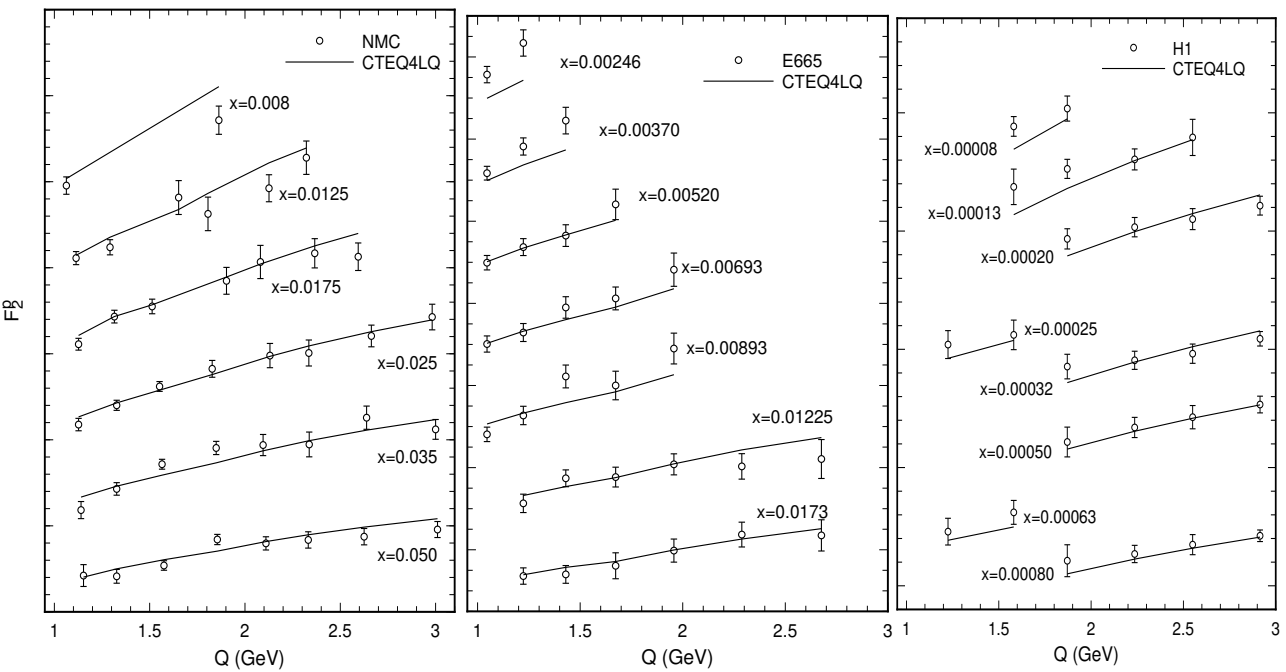 F₂ᵖ
NMC
CTEQ4LQ
x=0.008
x=0.0125
x=0.0175
x=0.025
x=0.035
x=0.050
1 1.5 2 2.5 3
Q (GeV)
E665
CTEQ4LQ
x=0.00246
x=0.00370
x=0.00520
x=0.00693
x=0.00893
x=0.01225
x=0.0173
1 1.5 2 2.5 3
Q (GeV)
H1
CTEQ4LQ
x=0.00008
x=0.00013
x=0.00020
x=0.00025
x=0.00032
x=0.00050
x=0.00063
x=0.00080
1 1.5 2 2.5 3
Q (GeV)